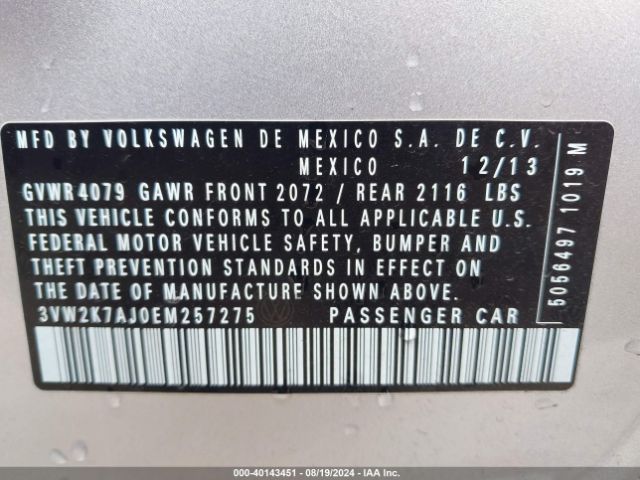 MFD BY VOLKSWAGEN DE MEXICO S.A. DE C.V.
MEXICO 12/13
GVWR4079 GAWR FRONT 2072 / REAR 2116 LBS
THIS VEHICLE CONFORMS TO ALL APPLICABLE U.S.
FEDERAL MOTOR VEHICLE SAFETY, BUMPER AND
THEFT PREVENTION STANDARDS IN EFFECT ON
THE DATE OF MANUFACTURE SHOWN ABOVE.
3VW2K7AJ0EM257275 PASSENGER CAR
5056497 1019 M
000-40143451 - 08/19/2024 - IAA, Inc.